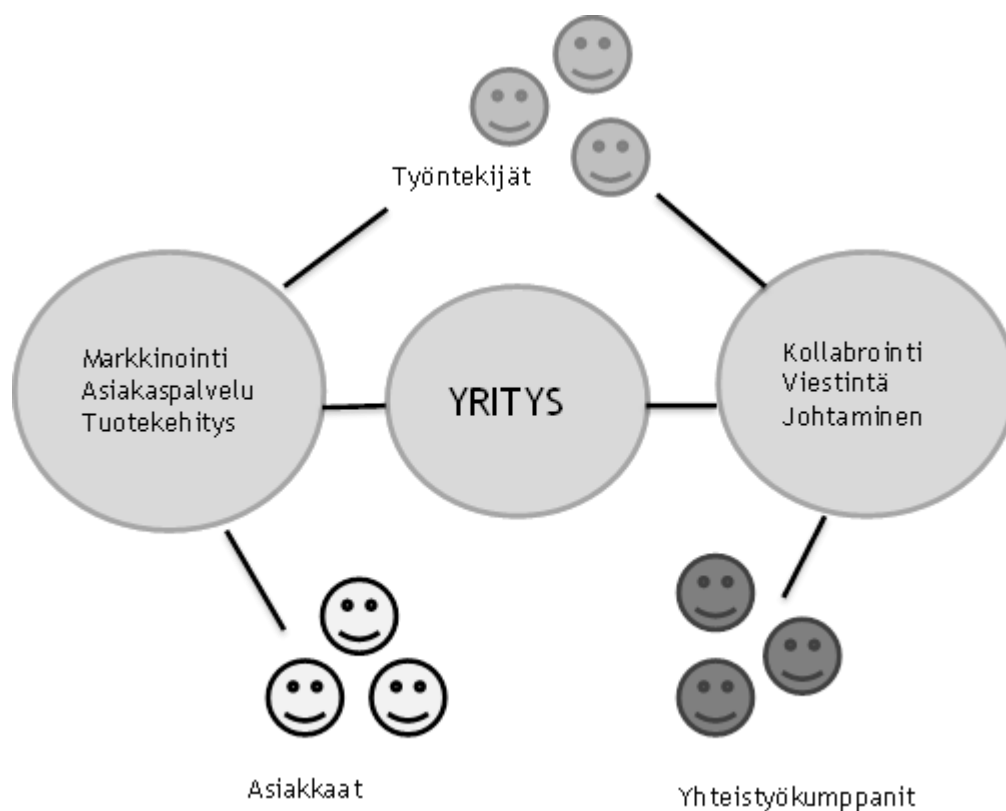 Työntekijät
Markkinointi
Asiakaspalvelu
Tuotekehitys
YRITYS
Kollabrointi
Viestintä
Johtaminen
Asiakkaat
Yhteistyökumppanit